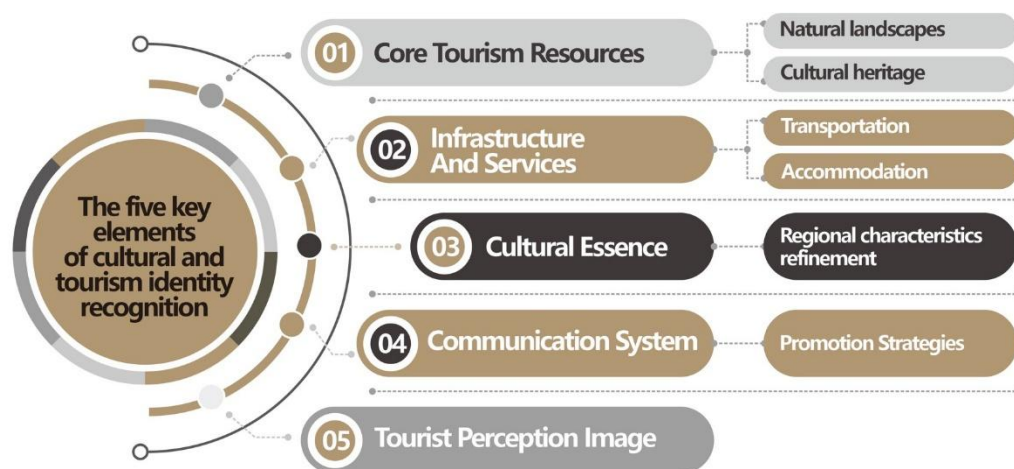 The five key
elements
of cultural and
tourism identity
recognition
01
Core Tourism Resources
Natural landscapes
Cultural heritage
02
Infrastructure
And Services
Transportation
Accommodation
03
Cultural Essence
Regional characteristics
refinement
04
Communication System
Promotion Strategies
05
Tourist Perception Image